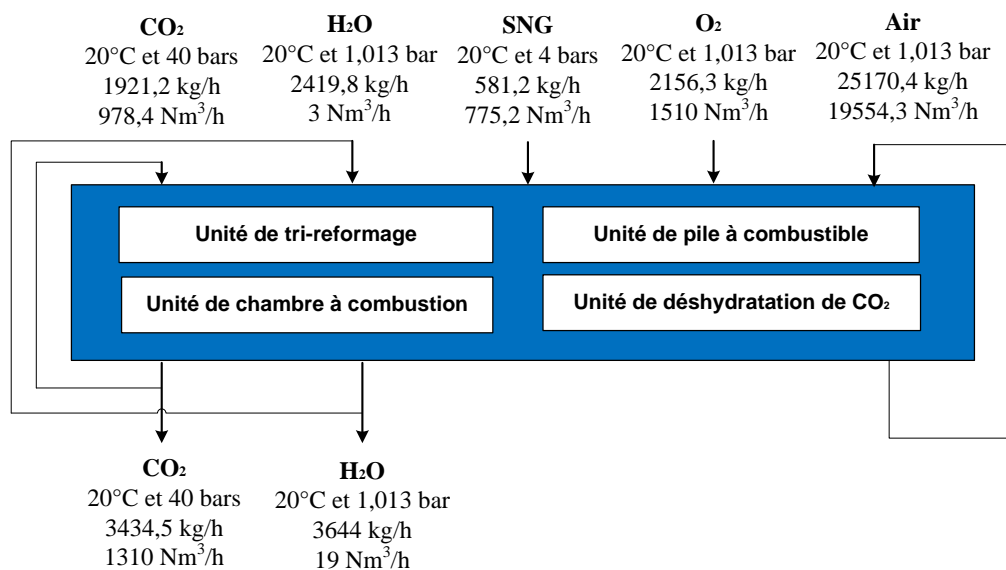 CO₂
20°C et 40 bars
1921,2 kg/h
978,4 Nm³/h
H₂O
20°C et 1,013 bar
2419,8 kg/h
3 Nm³/h
SNG
20°C et 4 bars
581,2 kg/h
775,2 Nm³/h
O₂
20°C et 1,013 bar
2156,3 kg/h
1510 Nm³/h
Air
20°C et 1,013 bar
25170,4 kg/h
19554,3 Nm³/h
Unité de tri-reformage
Unité de pile à combustible
Unité de chambre à combustion
Unité de déshydratation de CO₂
CO₂
20°C et 40 bars
3434,5 kg/h
1310 Nm³/h
H₂O
20°C et 1,013 bar
3644 kg/h
19 Nm³/h